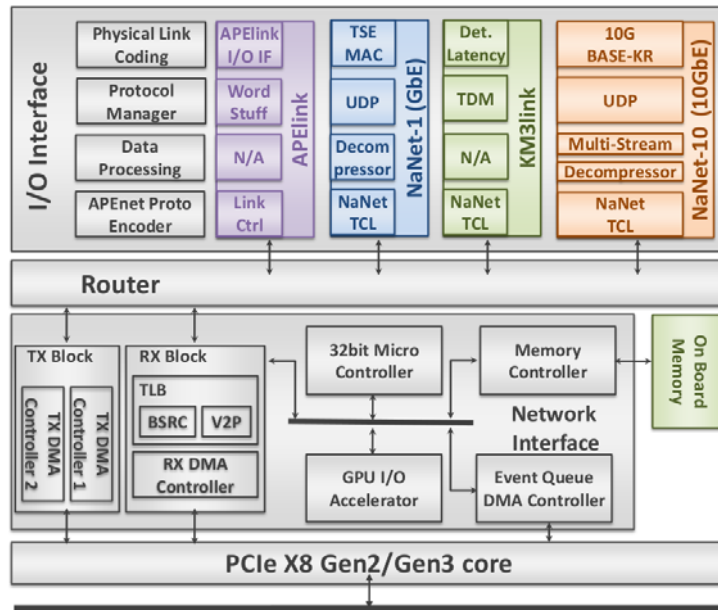 I/O Interface
Physical Link
Coding
Protocol
Manager
Data
Processing
APEnet Proto
Encoder
APElink
I/O IF
Word
Stuff
N/A
Link
Ctrl
APElink
TSE
MAC
UDP
Decom
pressor
NaNet
TCL
NaNet-1 (GbE)
Det.
Latency
TDM
N/A
NaNet
TCL
KM3link
10G
BASE-KR
UDP
Multi-Stream
Decompressor
NaNet
TCL
NaNet-10 (10GbE)
Router
TX Block
TX DMA
Controller 2
TX DMA
Controller 1
RX Block
TLB
BSRC
V2P
RX DMA
Controller
32bit Micro
Controller
Memory
Controller
On Board
Memory
Network
Interface
GPU I/O
Accelerator
Event Queue
DMA Controller
PCIe X8 Gen2/Gen3 core